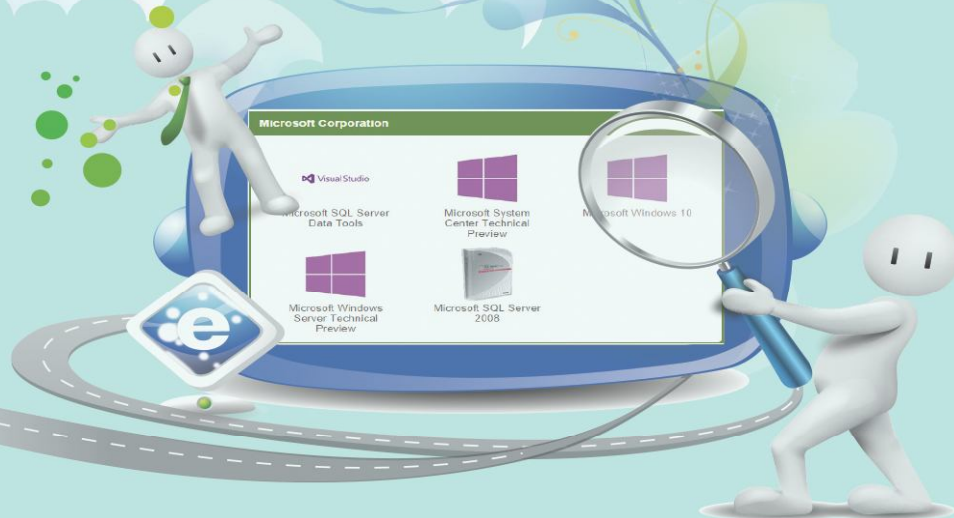 Microsoft Corporation
Visual Studio
Microsoft SQL Server
Data Tools
Microsoft System
Center Technical
Preview
Microsoft Windows 10
Microsoft Windows
Server Technical
Preview
Microsoft SQL Server
2008
e